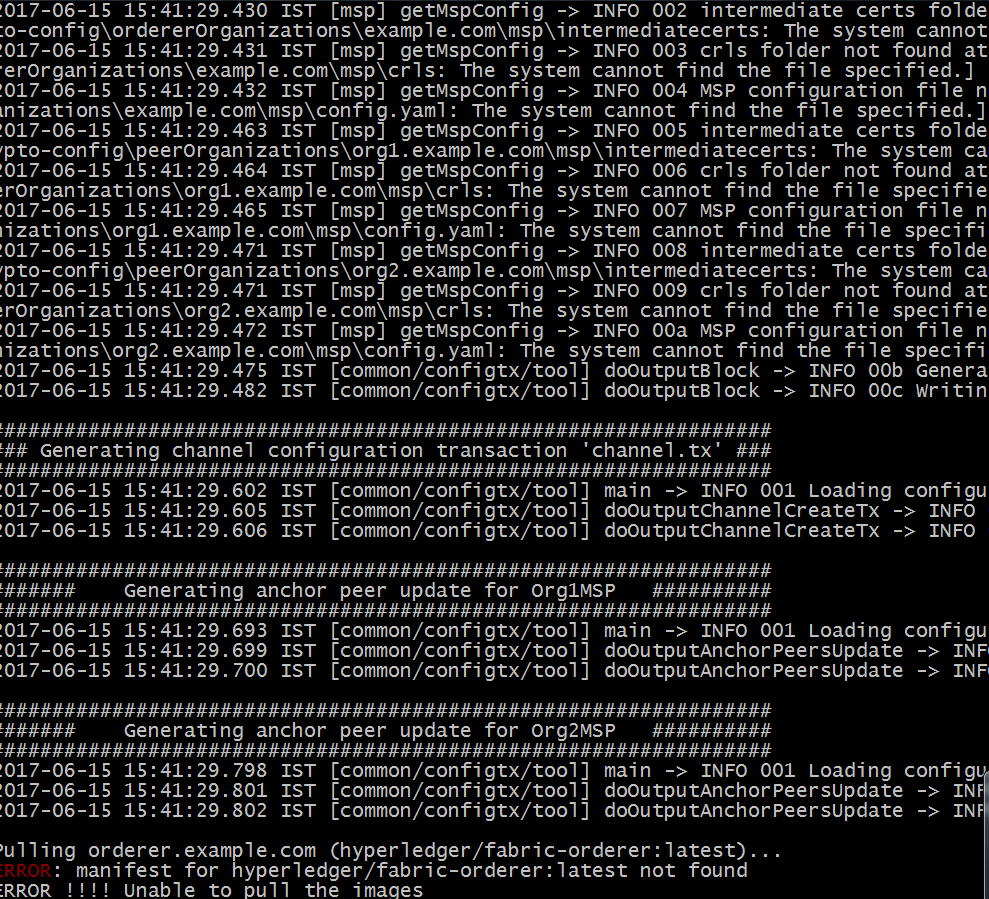 2017-06-15 15:41:29.430 IST [msp] getMspConfig -> INFO 002 intermediate certs folde
to-config\ordererOrganizations\example.com\msp\intermediatecerts: The system cannot
2017-06-15 15:41:29.431 IST [msp] getMspConfig -> INFO 003 crls folder not found at
rerOrganizations\example.com\msp\crls: The system cannot find the file specified.]
2017-06-15 15:41:29.432 IST [msp] getMspConfig -> INFO 004 MSP configuration file n
anizations\example.com\msp\config.yaml: The system cannot find the file specified.]
2017-06-15 15:41:29.463 IST [msp] getMspConfig -> INFO 005 intermediate certs folde
ypto-config\peerOrganizations\org1.example.com\msp\intermediatecerts: The system ca
2017-06-15 15:41:29.464 IST [msp] getMspConfig -> INFO 006 crls folder not found at
erOrganizations\org1.example.com\msp\crls: The system cannot find the file specifie
2017-06-15 15:41:29.465 IST [msp] getMspConfig -> INFO 007 MSP configuration file n
nizations\org1.example.com\msp\config.yaml: The system cannot find the file specifi
2017-06-15 15:41:29.471 IST [msp] getMspConfig -> INFO 008 intermediate certs folde
ypto-config\peerOrganizations\org2.example.com\msp\intermediatecerts: The system ca
2017-06-15 15:41:29.471 IST [msp] getMspConfig -> INFO 009 crls folder not found at
erOrganizations\org2.example.com\msp\crls: The system cannot find the file specifie
2017-06-15 15:41:29.472 IST [msp] getMspConfig -> INFO 00a MSP configuration file n
nizations\org2.example.com\msp\config.yaml: The system cannot find the file specifi
2017-06-15 15:41:29.475 IST [common/configtx/tool] doOutputBlock -> INFO 00b Genera
2017-06-15 15:41:29.482 IST [common/configtx/tool] doOutputBlock -> INFO 00c Writin
#################################################################
### Generating channel configuration transaction 'channel.tx' ###
#################################################################
2017-06-15 15:41:29.602 IST [common/configtx/tool] main -> INFO 001 Loading configu
2017-06-15 15:41:29.605 IST [common/configtx/tool] doOutputChannelCreateTx -> INFO
2017-06-15 15:41:29.606 IST [common/configtx/tool] doOutputChannelCreateTx -> INFO
#################################################################
#######    Generating anchor peer update for Org1MSP   ##########
#################################################################
2017-06-15 15:41:29.693 IST [common/configtx/tool] main -> INFO 001 Loading configu
2017-06-15 15:41:29.699 IST [common/configtx/tool] doOutputAnchorPeersUpdate -> INF
2017-06-15 15:41:29.700 IST [common/configtx/tool] doOutputAnchorPeersUpdate -> INF
#################################################################
#######    Generating anchor peer update for Org2MSP   ##########
#################################################################
2017-06-15 15:41:29.798 IST [common/configtx/tool] main -> INFO 001 Loading configu
2017-06-15 15:41:29.801 IST [common/configtx/tool] doOutputAnchorPeersUpdate -> INF
2017-06-15 15:41:29.802 IST [common/configtx/tool] doOutputAnchorPeersUpdate -> INF
Pulling orderer.example.com (hyperledger/fabric-orderer:latest)...
ERROR: manifest for hyperledger/fabric-orderer:latest not found
ERROR !!!! Unable to pull the images